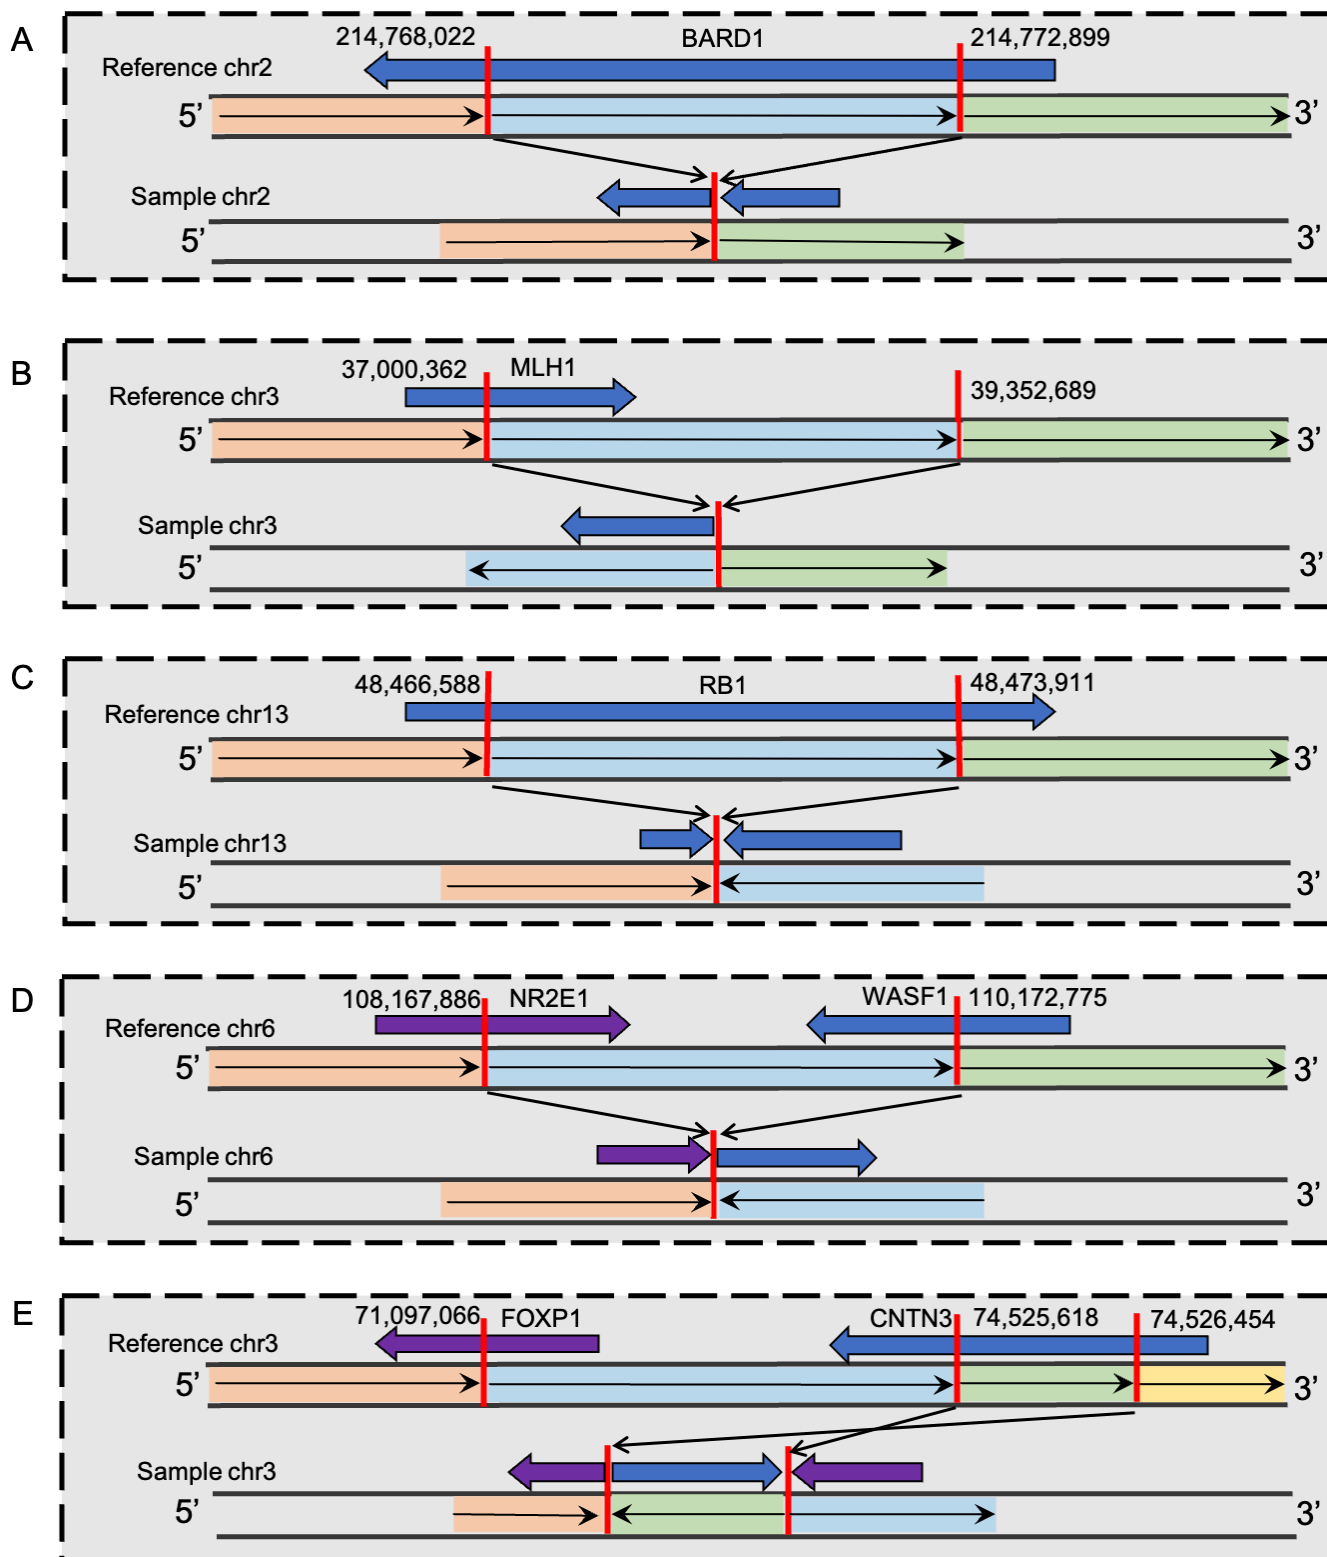 A
214,768,022 BARD1 214,772,899
Reference chr2
5’ 3’
Sample chr2
5’ 3’
B
37,000,362 MLH1 39,352,689
Reference chr3
5’ 3’
Sample chr3
5’ 3’
C
48,466,588 RB1 48,473,911
Reference chr13
5’ 3’
Sample chr13
5’ 3’
D
108,167,886 NR2E1 WASF1 110,172,775
Reference chr6
5’ 3’
Sample chr6
5’ 3’
E
71,097,066 FOXP1 CNTN3 74,525,618 74,526,454
Reference chr3
5’ 3’
Sample chr3
5’ 3’